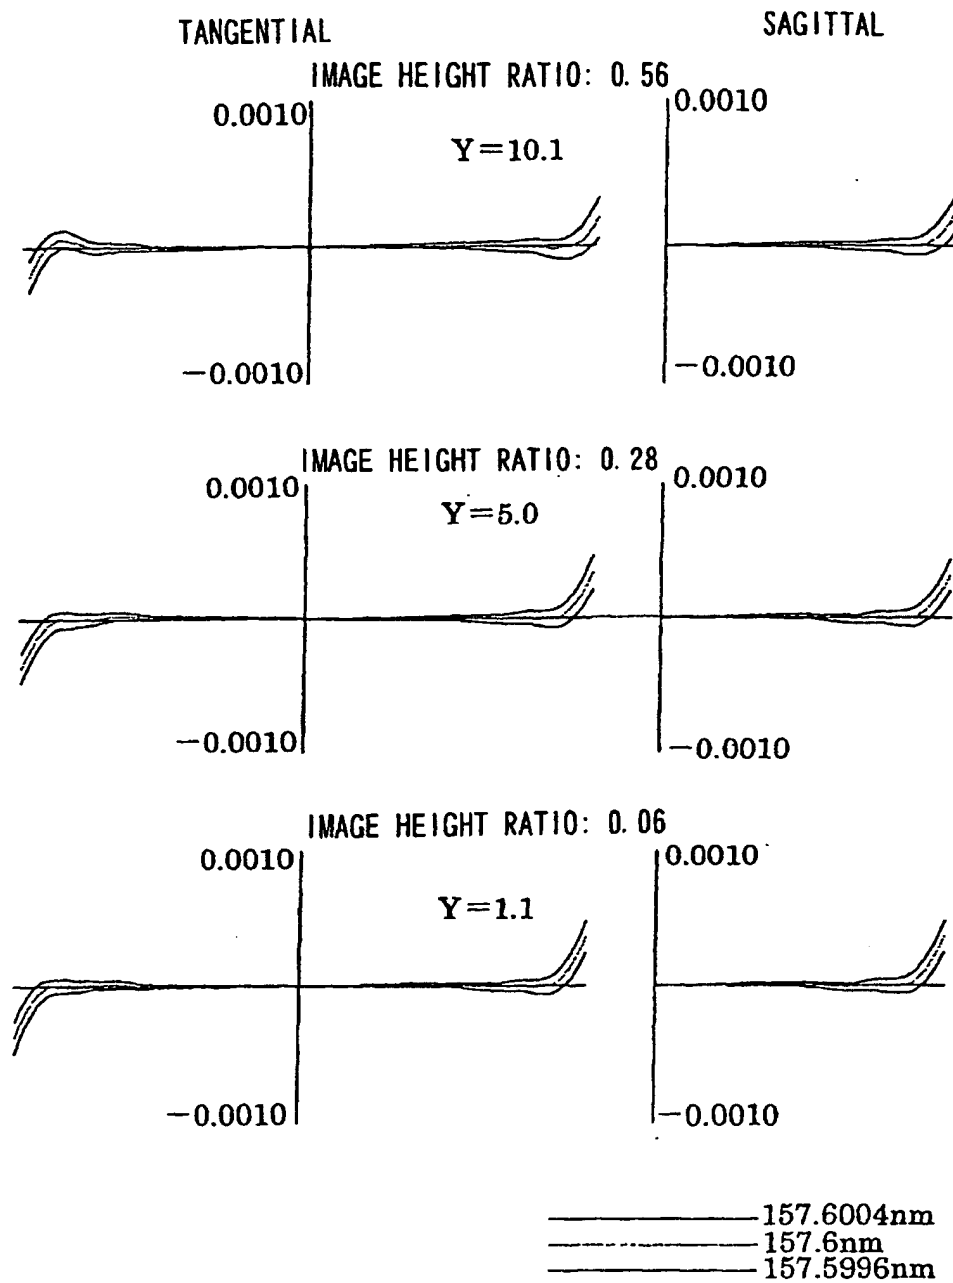 TANGENTIAL SAGITTAL
IMAGE HEIGHT RATIO: 0.56
0.0010 0.0010
Y=10.1
−0.0010 −0.0010
IMAGE HEIGHT RATIO: 0.28
0.0010 0.0010
Y=5.0
−0.0010 −0.0010
IMAGE HEIGHT RATIO: 0.06
0.0010 0.0010
Y=1.1
−0.0010 −0.0010
157.6004nm
157.6nm
157.5996nm